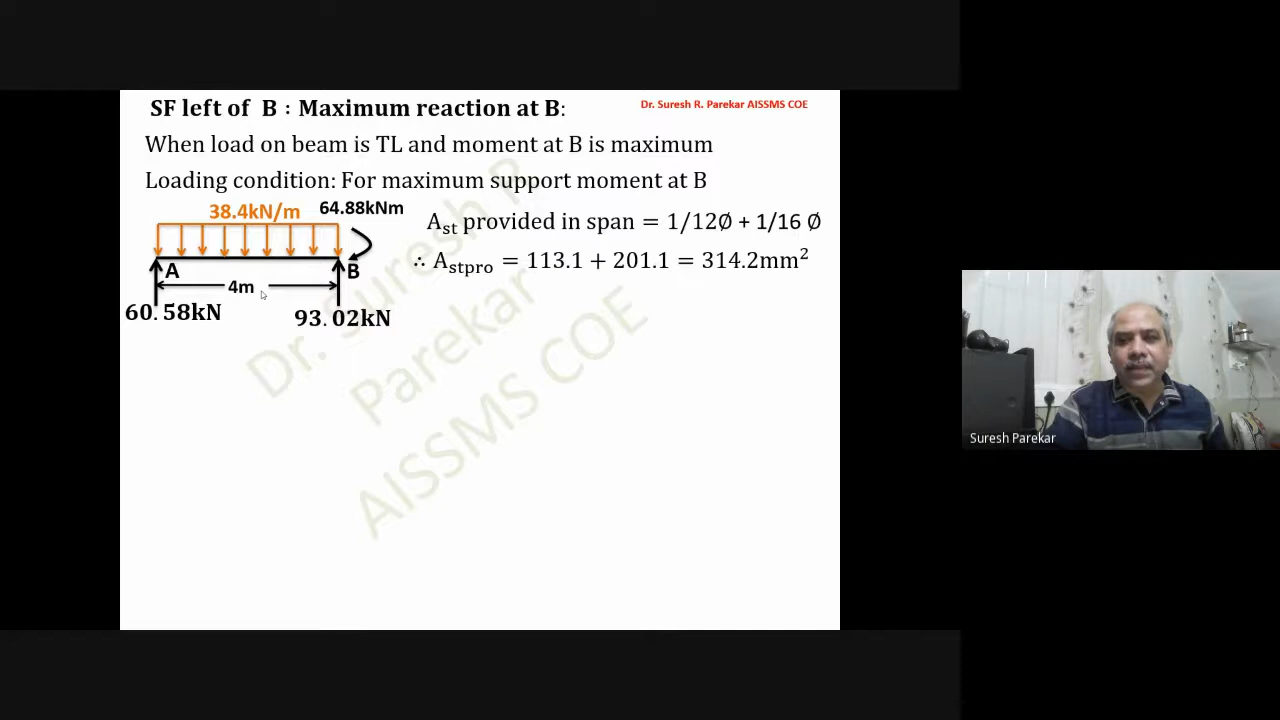 SF left of B : Maximum reaction at B:
Dr. Suresh R. Parekar AISSMS COE
When load on beam is TL and moment at B is maximum
Loading condition: For maximum support moment at B
38.4kN/m
64.88kNm
A
B
4m
60.58kN
93.02kN
Aₛₜ provided in span = 1/12Ø + 1/16 Ø
∴ Aₛₜₚᵣₒ = 113.1 + 201.1 = 314.2mm²
Dr. Suresh R.
Parekar
AISSMS COE
Suresh Parekar